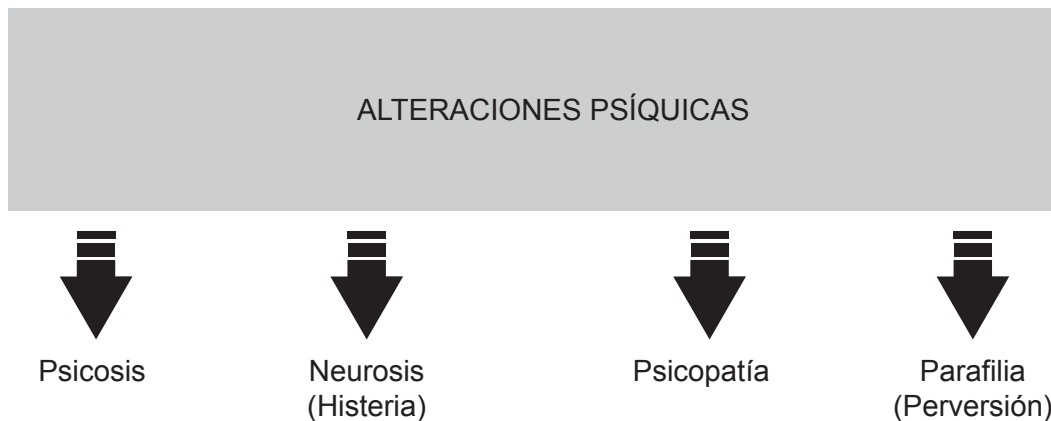 ALTERACIONES PSÍQUICAS
Psicosis
Neurosis
(Histeria)
Psicopatía
Parafilia
(Perversión)